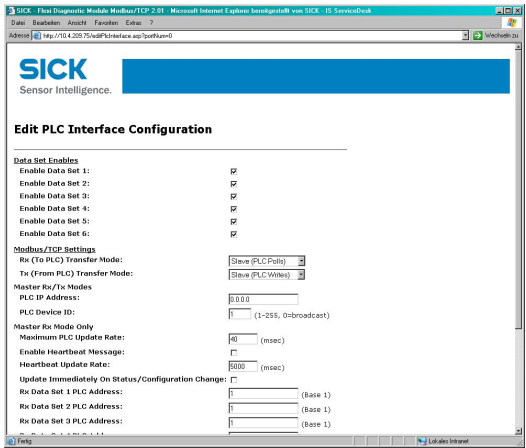 SICK - Flexi Diagnostic Module Modbus/TCP 2.01 - Microsoft Internet Explorer bereitgestellt von SICK - IS ServiceDesk
Datei Bearbeiten Ansicht Favoriten Extras ?
Adresse http://10.4.209.75/editPlcInterface.asp?portNum=0 Wechseln zu
SICK
Sensor Intelligence.
Edit PLC Interface Configuration
Data Set Enables
Enable Data Set 1:
Enable Data Set 2:
Enable Data Set 3:
Enable Data Set 4:
Enable Data Set 5:
Enable Data Set 6:
Modbus/TCP Settings
Rx (To PLC) Transfer Mode: Slave (PLC Polls)
Tx (From PLC) Transfer Mode: Slave (PLC Writes)
Master Rx/Tx Modes
PLC IP Address: 0.0.0.0
PLC Device ID: 1 (1-255, 0=broadcast)
Master Rx Mode Only
Maximum PLC Update Rate: 40 (msec)
Enable Heartbeat Message:
Heartbeat Update Rate: 5000 (msec)
Update Immediately On Status/Configuration Change:
Rx Data Set 1 PLC Address: 1 (Base 1)
Rx Data Set 2 PLC Address: 1 (Base 1)
Rx Data Set 3 PLC Address: 1 (Base 1)
Fertig Lokales Intranet